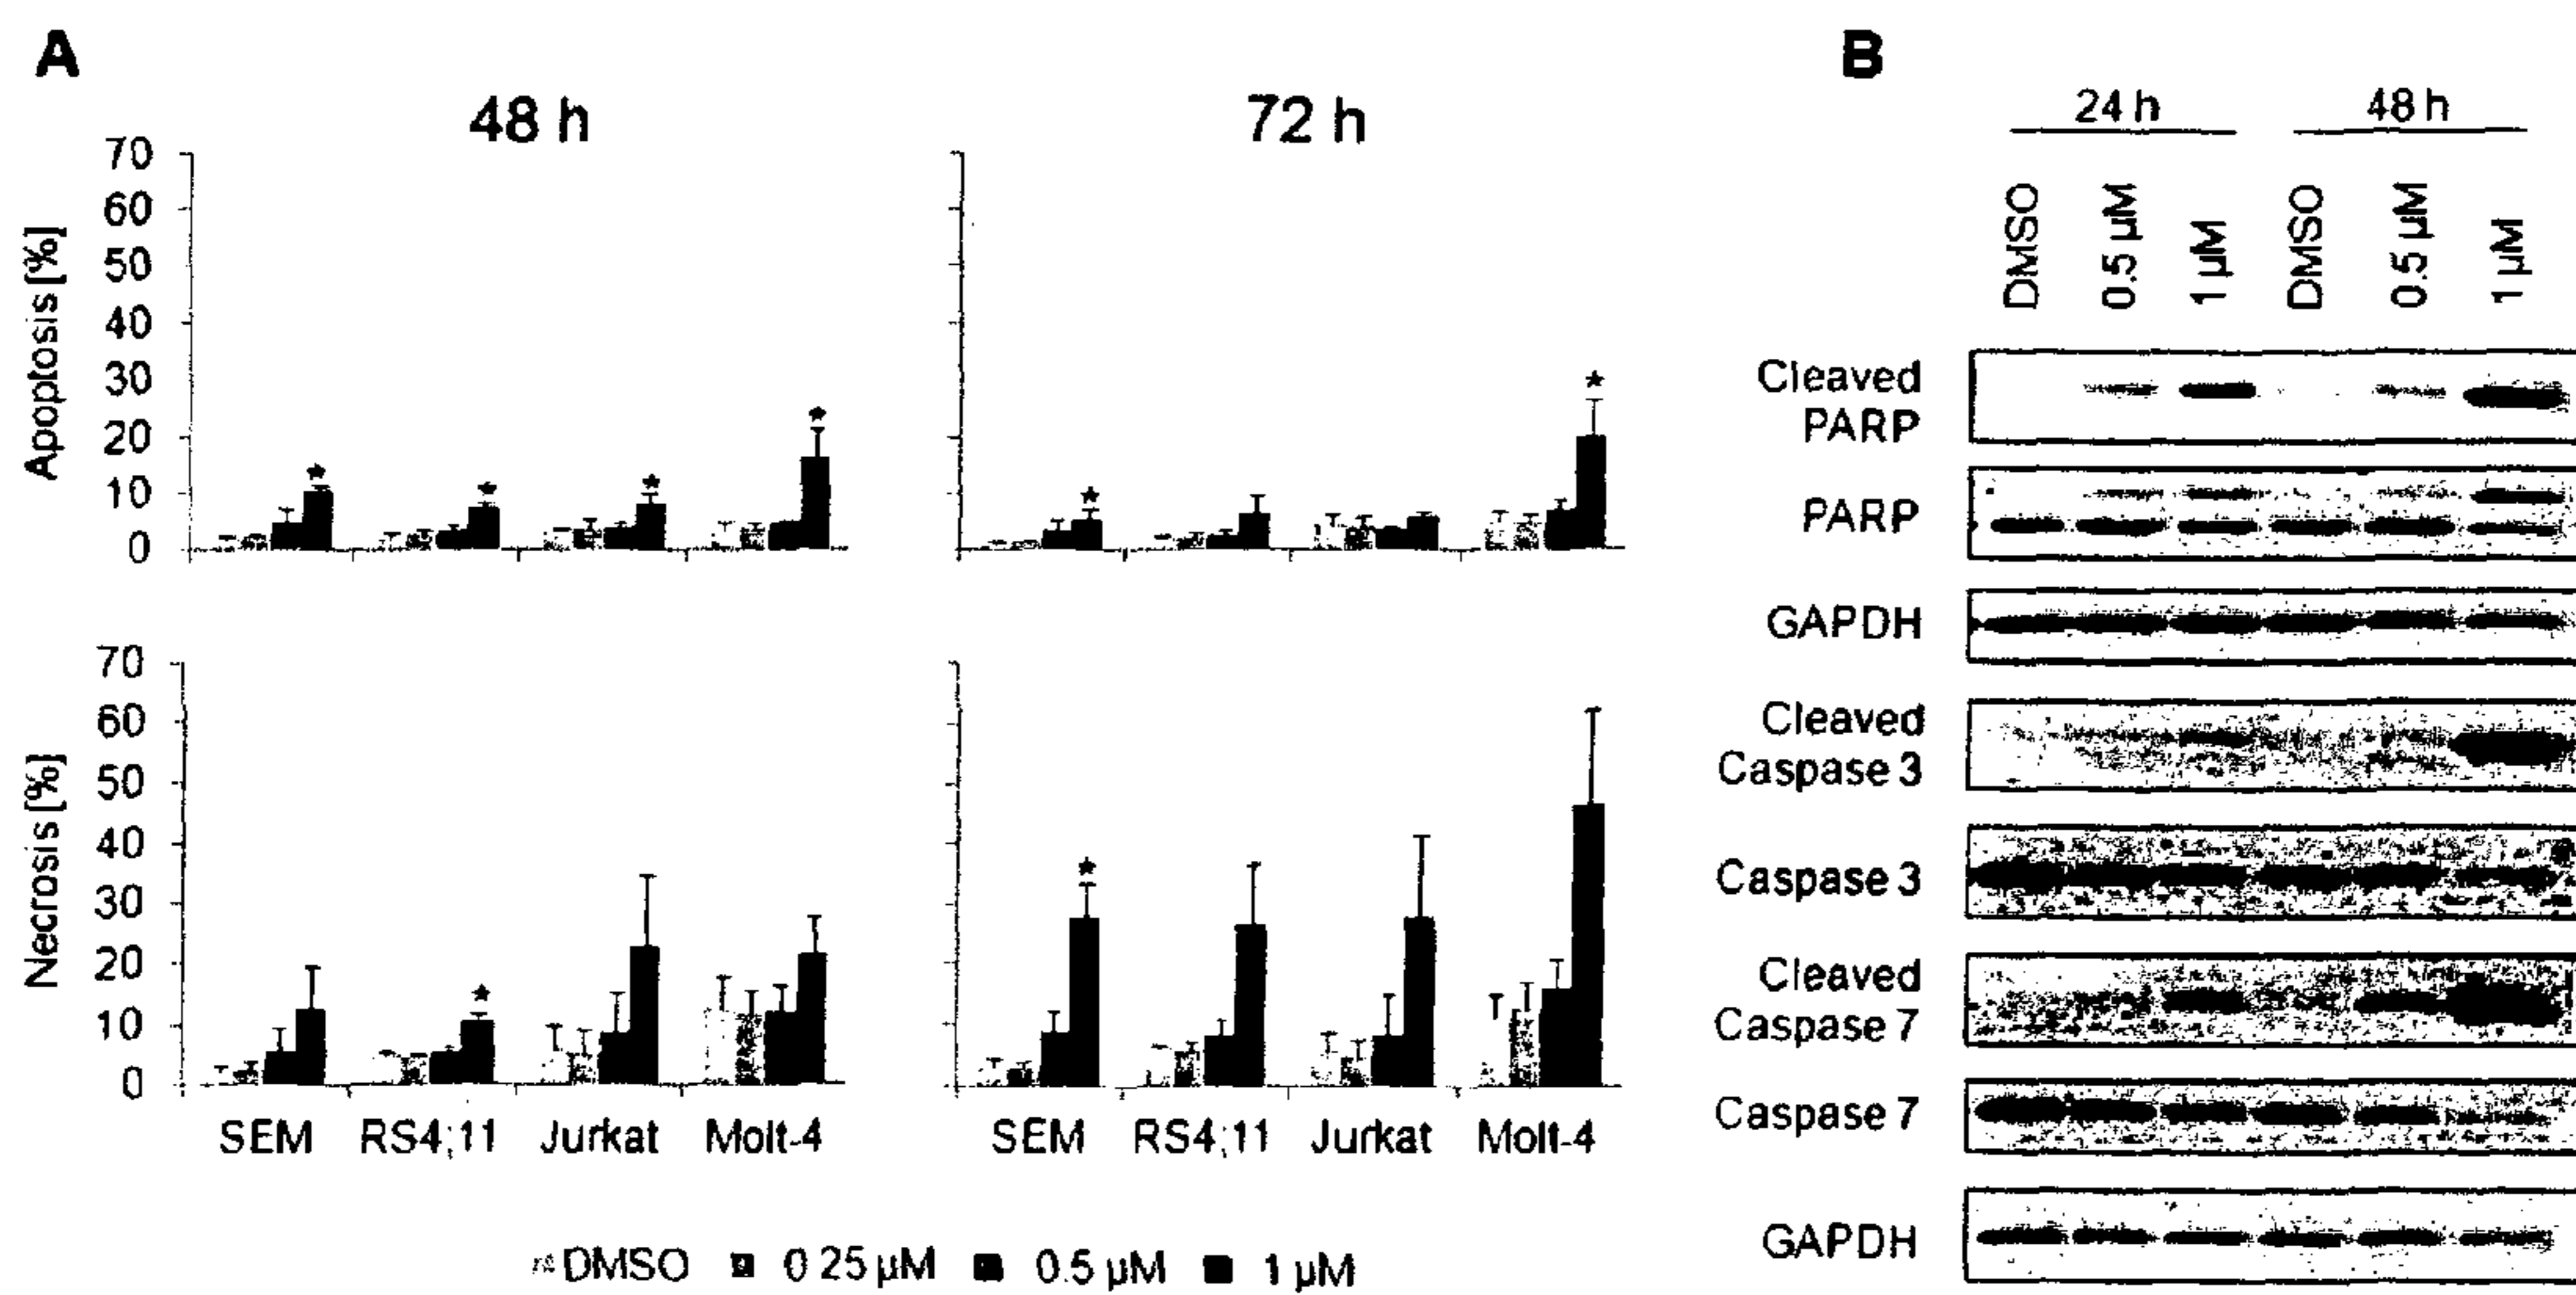 A
48 h
72 h
Apoptosis [%]
70
60
50
40
30
20
10
0
Necrosis [%]
70
60
50
40
30
20
10
0
SEM RS4;11 Jurkat Molt-4
SEM RS4;11 Jurkat Molt-4
DMSO 0 25 µM 0.5 µM 1 µM
B
24 h 48 h
DMSO 0.5 µM 1 µM DMSO 0.5 µM 1 µM
Cleaved
PARP
PARP
GAPDH
Cleaved
Caspase 3
Caspase 3
Cleaved
Caspase 7
Caspase 7
GAPDH